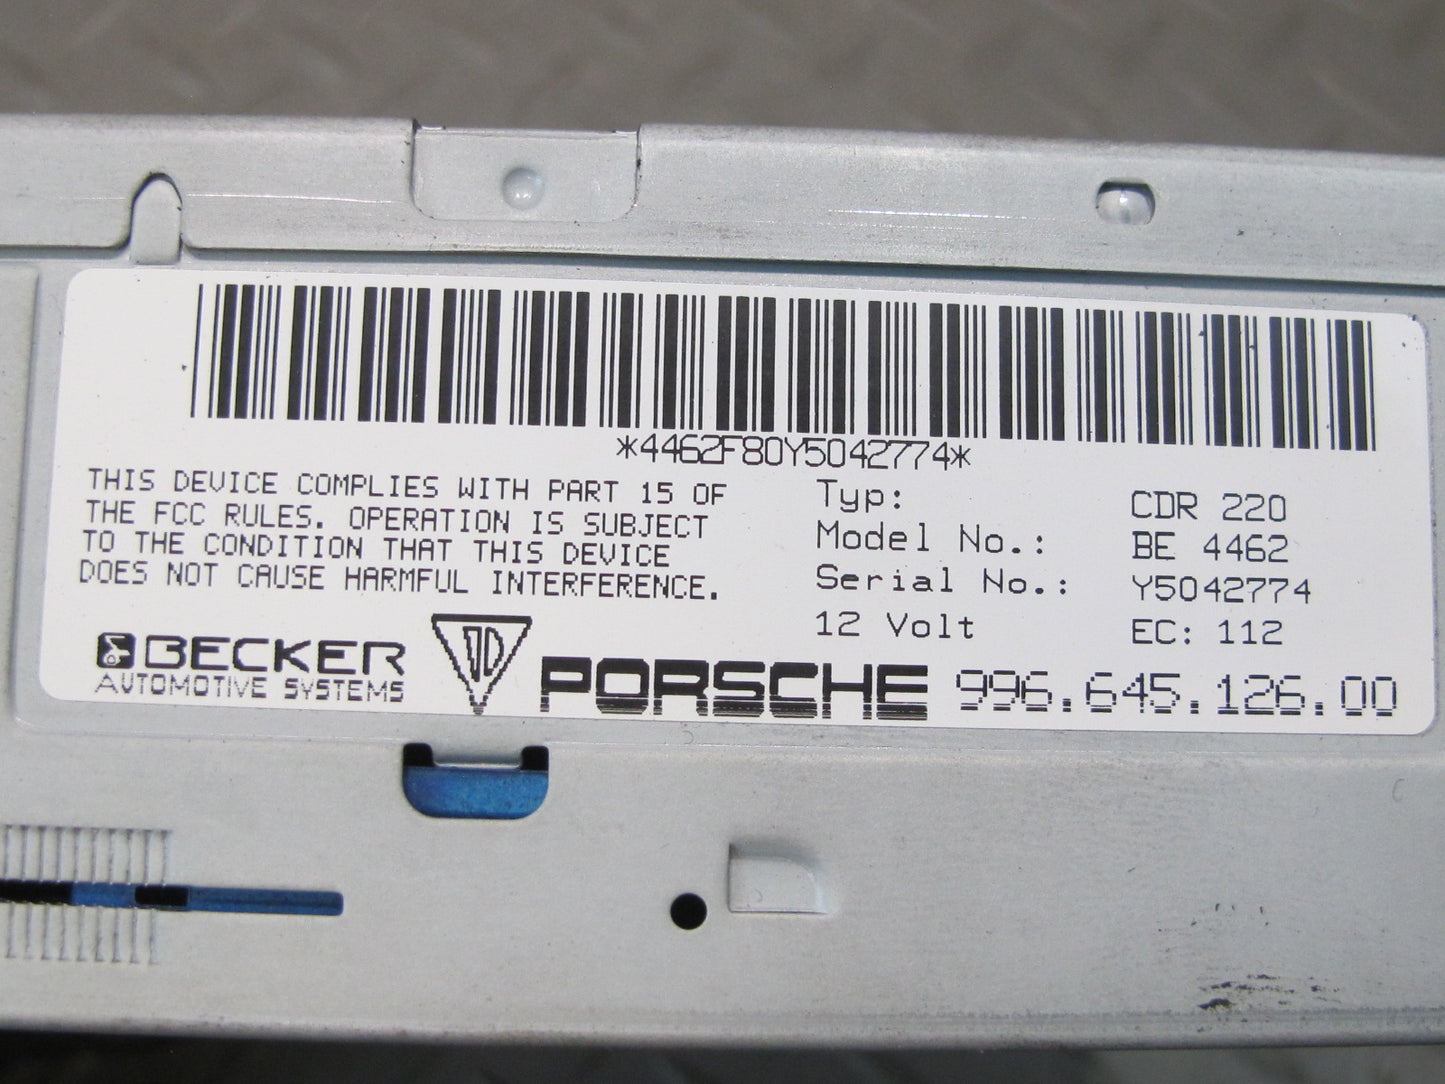 *4462F80Y5042774*
THIS DEVICE COMPLIES WITH PART 15 OF
THE FCC RULES. OPERATION IS SUBJECT
TO THE CONDITION THAT THIS DEVICE
DOES NOT CAUSE HARMFUL INTERFERENCE.
Typ: CDR 220
Model No.: BE 4462
Serial No.: Y5042774
12 Volt EC: 112
BECKER
AUTOMOTIVE SYSTEMS
PORSCHE 996.645.126.00